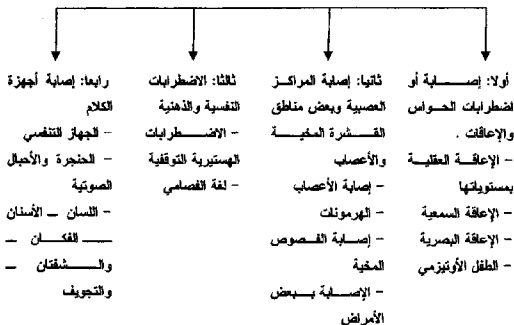 أولا: إصابة أو
اضطرابات الحواس
والإعاقات .
- الإعاقة العقلية
بمستوياتها
- الإعاقة السمعية
- الإعاقة البصرية
- الطفل الأوتيزمي
ثانيا: إصابة المراكز
العصبية وبعض مناطق
القشرة المخية
والأعصاب
- إصابة الأعصاب
- الهرمونات
- إصابة الفصوص
المخية
- الإصابة ببعض
الأمراض
ثالثا: الاضطرابات
النفسية والذهنية
- الاضطرابات
الهستيرية التوقفية
- لغة الفصامي
رابعا: إصابة أجهزة
الكلام
- الجهاز التنفسي
- الحنجرة والأحبال
الصوتية
- اللسان – الأسنان
– الفكان –
والشفتان –
والتجويف